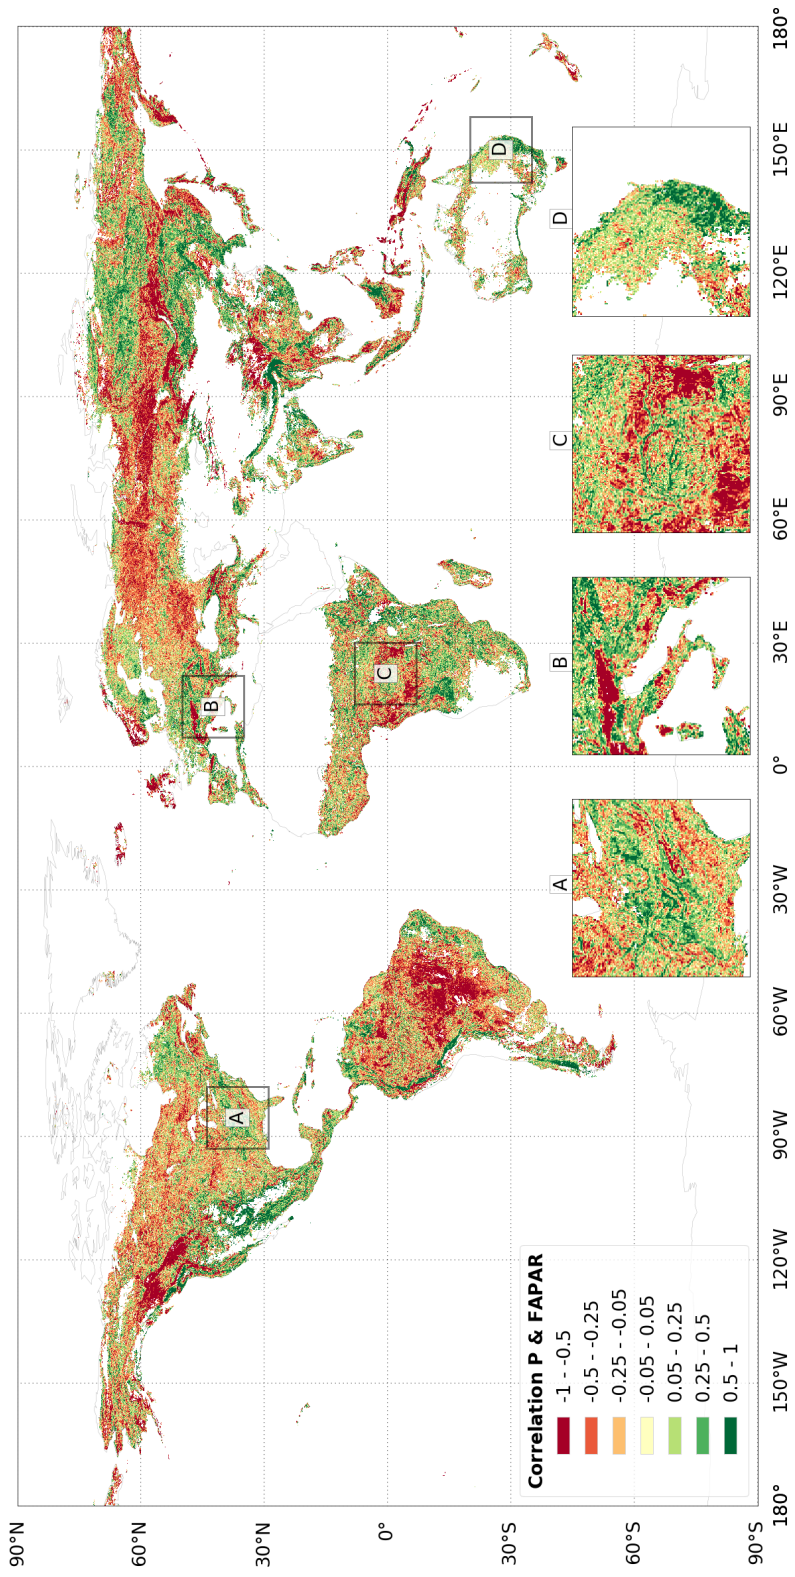 90°N
60°N
30°N
0°
30°S
60°S
90°S
180°
150°W
120°W
90°W
60°W
30°W
0°
30°E
60°E
90°E
120°E
150°E
180°
A
B
C
D
A
B
C
D
Correlation P & FAPAR
-1 - -0.5
-0.5 - -0.25
-0.25 - -0.05
-0.05 - 0.05
0.05 - 0.25
0.25 - 0.5
0.5 - 1